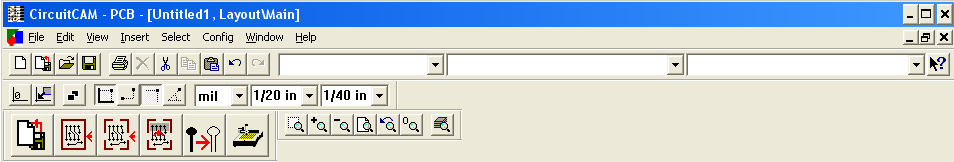 CircuitCAM - PCB - [Untitled1, Layout\Main]
File Edit View Insert Select Config Window Help
mil 1/20 in 1/40 in